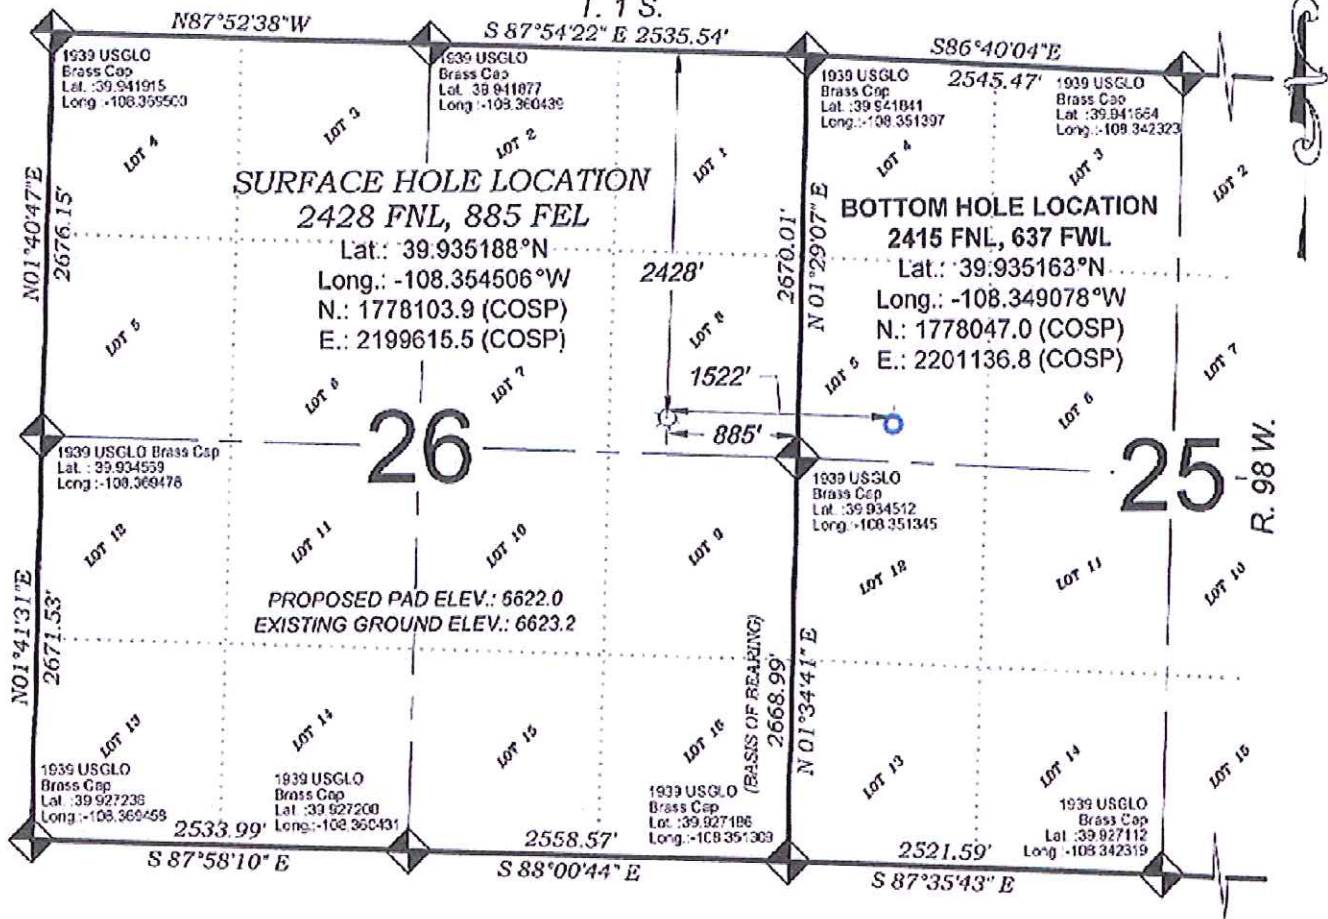 T. 1 S.
N87°52'38"W
S 87°54'22" E 2535.54'
S86°40'04"E
2545.47'
1939 USGLO
Brass Cap
Lat. :39.941915
Long.:-108.369503
1939 USGLO
Brass Cap
Lat. 39.941877
Long.:-108.360439
1939 USGLO
Brass Cap
Lat. :39.941841
Long.:-108.351397
1939 USGLO
Brass Cap
Lat. :39.941664
Long.:-108.342323
LOT 4
LOT 3
LOT 2
LOT 1
LOT 4
LOT 3
LOT 2
SURFACE HOLE LOCATION
2428 FNL, 885 FEL
Lat.: 39.935188°N
Long.: -108.354506°W
N.: 1778103.9 (COSP)
E.: 2199615.5 (COSP)
BOTTOM HOLE LOCATION
2415 FNL, 637 FWL
Lat.: 39.935163°N
Long.: -108.349078°W
N.: 1778047.0 (COSP)
E.: 2201136.8 (COSP)
N01°40'47"E
2676.15'
2428'
2670.01'
N 01°29'07" E
LOT 5
LOT 6
LOT 7
LOT 8
LOT 5
LOT 6
LOT 7
1522'
885'
26
25
R. 98 W.
1939 USGLO Brass Cap
Lat. : 39.934559
Long.:-108.369478
1939 USGLO
Brass Cap
Lat. :39.934512
Long.:-108.351345
LOT 12
LOT 11
LOT 10
LOT 9
LOT 12
LOT 11
LOT 10
PROPOSED PAD ELEV.: 6622.0
EXISTING GROUND ELEV.: 6623.2
N01°41'31"E
2671.53'
(BASIS OF BEARING)
2668.99'
N 01°34'41" E
LOT 13
LOT 14
LOT 15
LOT 16
LOT 13
LOT 14
LOT 15
1939 USGLO
Brass Cap
Lat. :39.927238
Long.:-108.369458
1939 USGLO
Brass Cap
Lat. :39.927208
Long.:-108.360431
1939 USGLO
Brass Cap
Lat. :39.927186
Long.:-108.351369
1939 USGLO
Brass Cap
Lat :39.927112
Long.:-108.342319
2533.99'
S 87°58'10" E
2558.57'
S 88°00'44" E
2521.59'
S 87°35'43" E